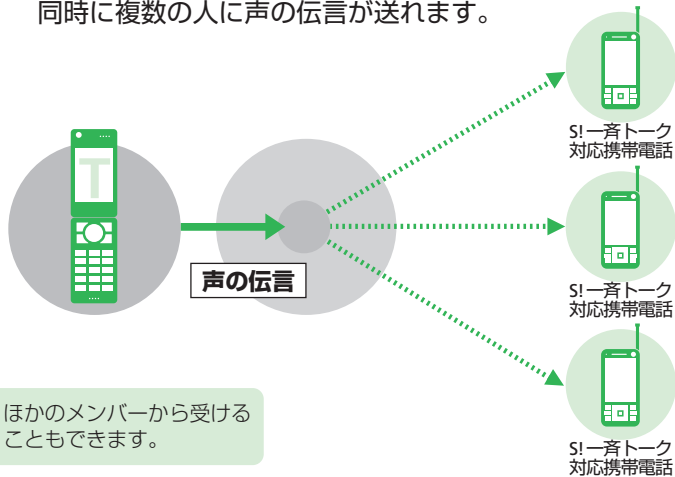 同時に複数の人に声の伝言が送れます。
S!一斉トーク
対応携帯電話
T
声の伝言
S!一斉トーク
対応携帯電話
ほかのメンバーから受ける
こともできます。
S!一斉トーク
対応携帯電話